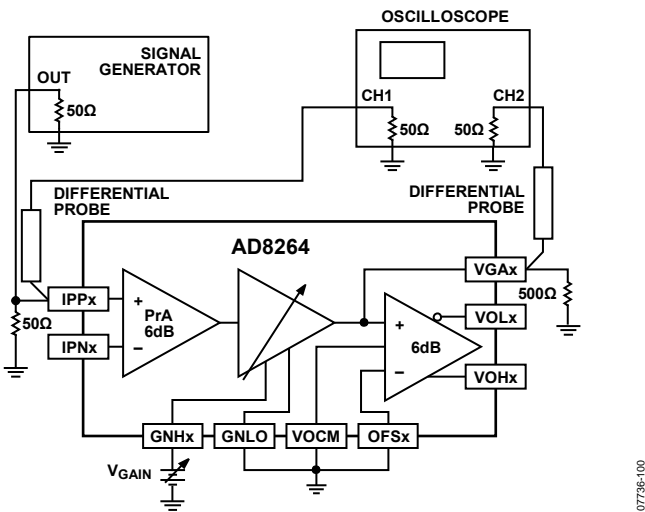 OSCILLOSCOPE
SIGNAL
GENERATOR
OUT
50Ω
CH1
CH2
50Ω
50Ω
DIFFERENTIAL
PROBE
DIFFERENTIAL
PROBE
AD8264
VGAx
500Ω
IPPx
+
PrA
6dB
–
50Ω
IPNx
+
6dB
–
VOLx
VOHx
GNHx
GNLO
VOCM
OFSx
VGAIN
07736-100